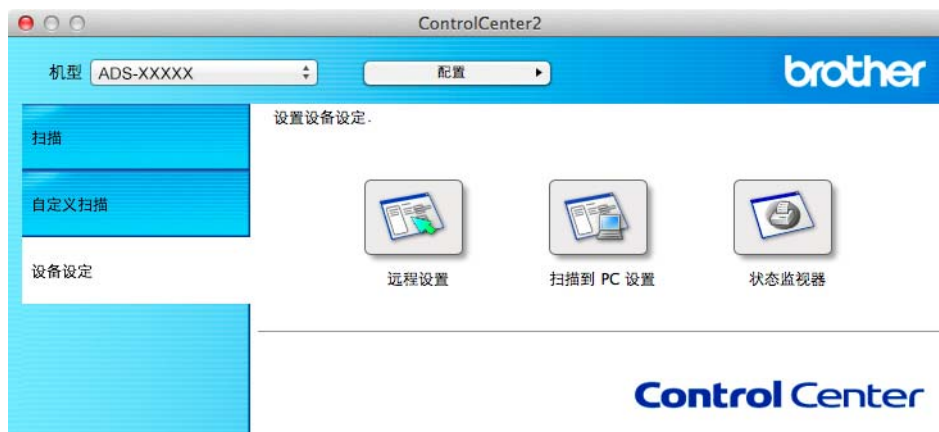 ControlCenter2
机型 ADS-XXXXX 配置 brother
扫描
自定义扫描
设备设定
设置设备设定.
远程设置 扫描到 PC 设置 状态监视器
Control Center